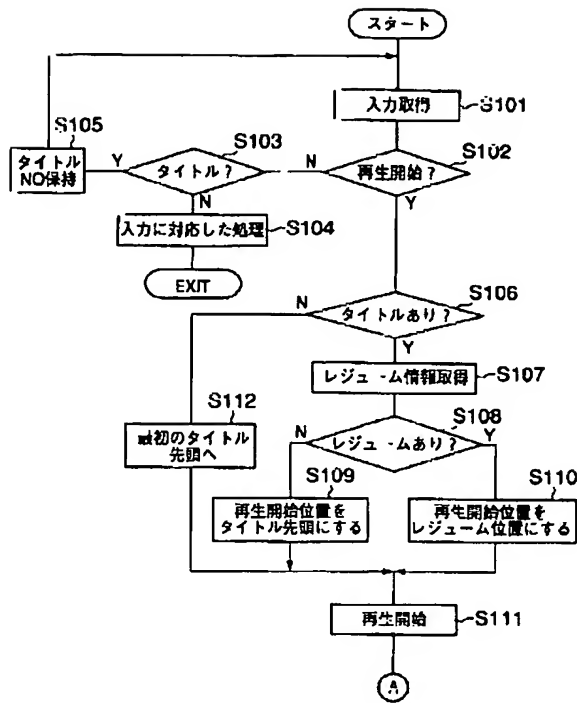 スタート
入力取得
S101
S105
S103
S102
タイトル
NO保持
Y
タイトル?
N
再生開始?
N
Y
入力に対応した処理
S104
EXIT
S106
N
タイトルあり?
Y
レジューム情報取得
S107
S112
S108
最初のタイトル
先頭へ
N
レジュームあり?
Y
S109
S110
再生開始位置を
タイトル先頭にする
再生開始位置を
レジューム位置にする
再生開始
S111
A